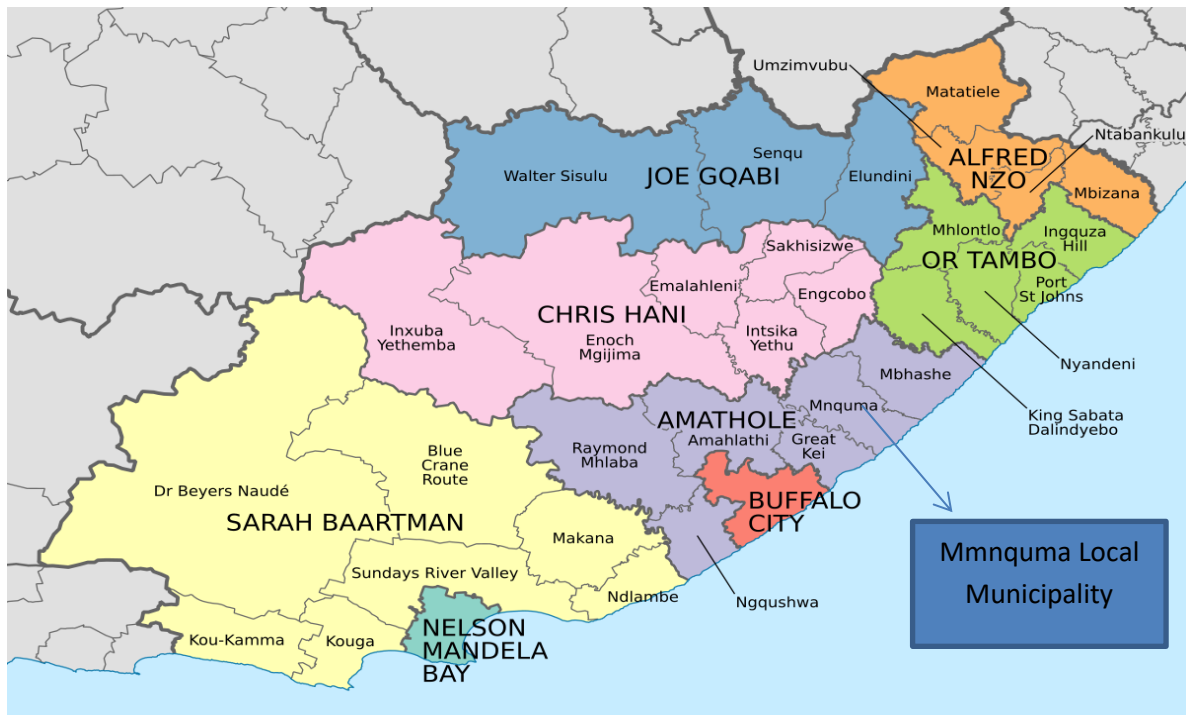 Umzimvubu
Matatiele
Ntabankulu
ALFRED
NZO
Mbizana
Walter Sisulu
JOE GQABI
Senqu
Elundini
Mhlontlo
Ingquza
Hill
OR TAMBO
Port
St Johns
Nyandeni
King Sabata
Dalindyebo
Sakhisizwe
Emalahleni
Engcobo
CHRIS HANI
Inxuba
Yethemba
Enoch
Mgijima
Intsika
Yethu
Mbhashe
Mnquma
AMATHOLE
Amahlathi
Great
Kei
Raymond
Mhlaba
Ngqushwa
BUFFALO
CITY
Blue
Crane
Route
Dr Beyers Naudé
SARAH BAARTMAN
Makana
Sundays River Valley
Ndlambe
Kou-Kamma
Kouga
NELSON
MANDELA
BAY
Mmnquma Local
Municipality